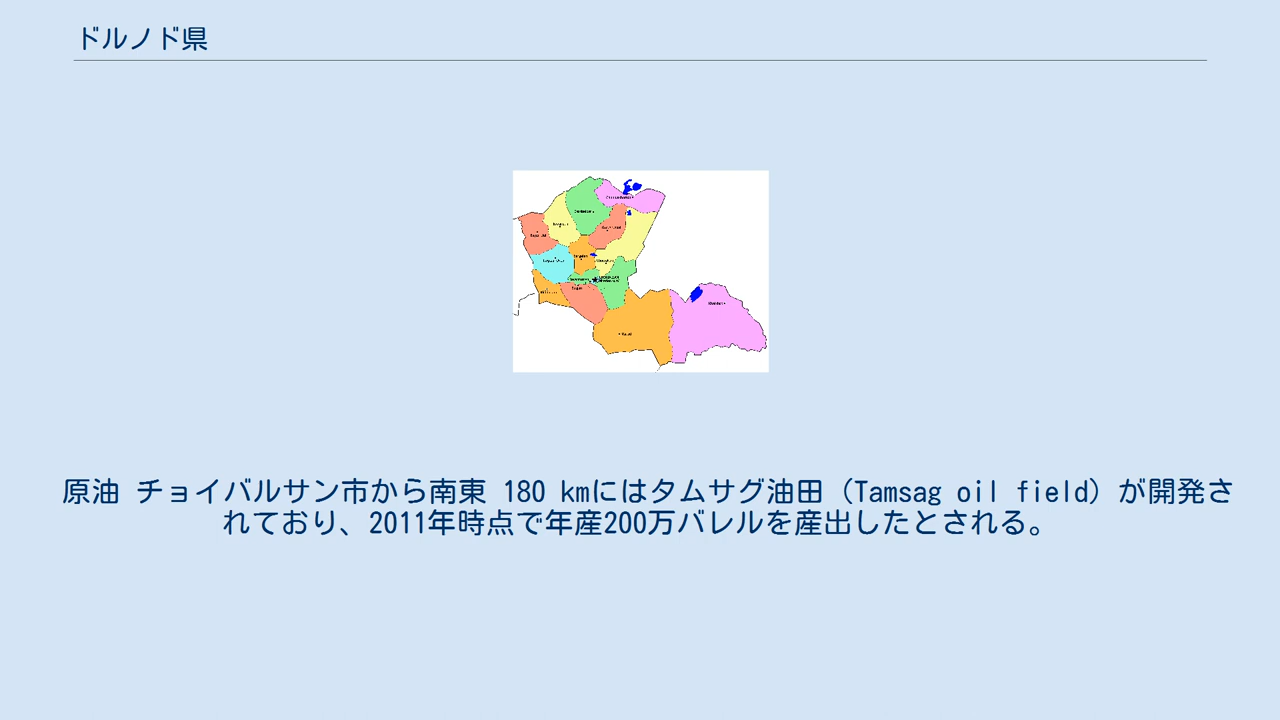 ドルノド県
原油 チョイバルサン市から南東 180 kmにはタムサグ油田（Tamsag oil field）が開発さ
れており、2011年時点で年産200万バレルを産出したとされる。